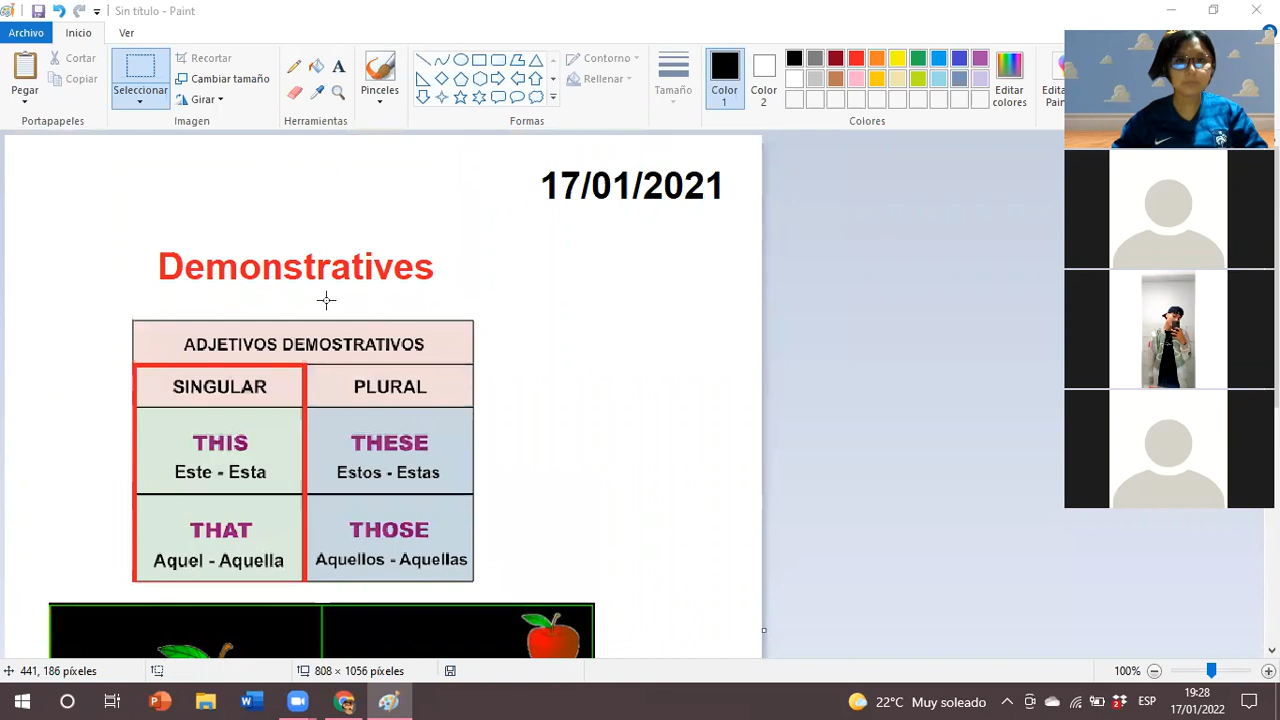 Sin título - Paint
Archivo Inicio Ver
Pegar
Cortar
Copiar
Portapapeles
Seleccionar
Recortar
Cambiar tamaño
Girar
Imagen
A
Herramientas
Pinceles
Contorno
Rellenar
Formas
Tamaño
Color 1
Color 2
Editar colores
Colores
17/01/2021
Demonstratives
ADJETIVOS DEMOSTRATIVOS
SINGULAR PLURAL
THIS THESE
Este - Esta Estos - Estas
THAT THOSE
Aquel - Aquella Aquellos - Aquellas
441, 186 píxeles 808 × 1056 píxeles 100%
22°C Muy soleado ESP 19:28
17/01/2022